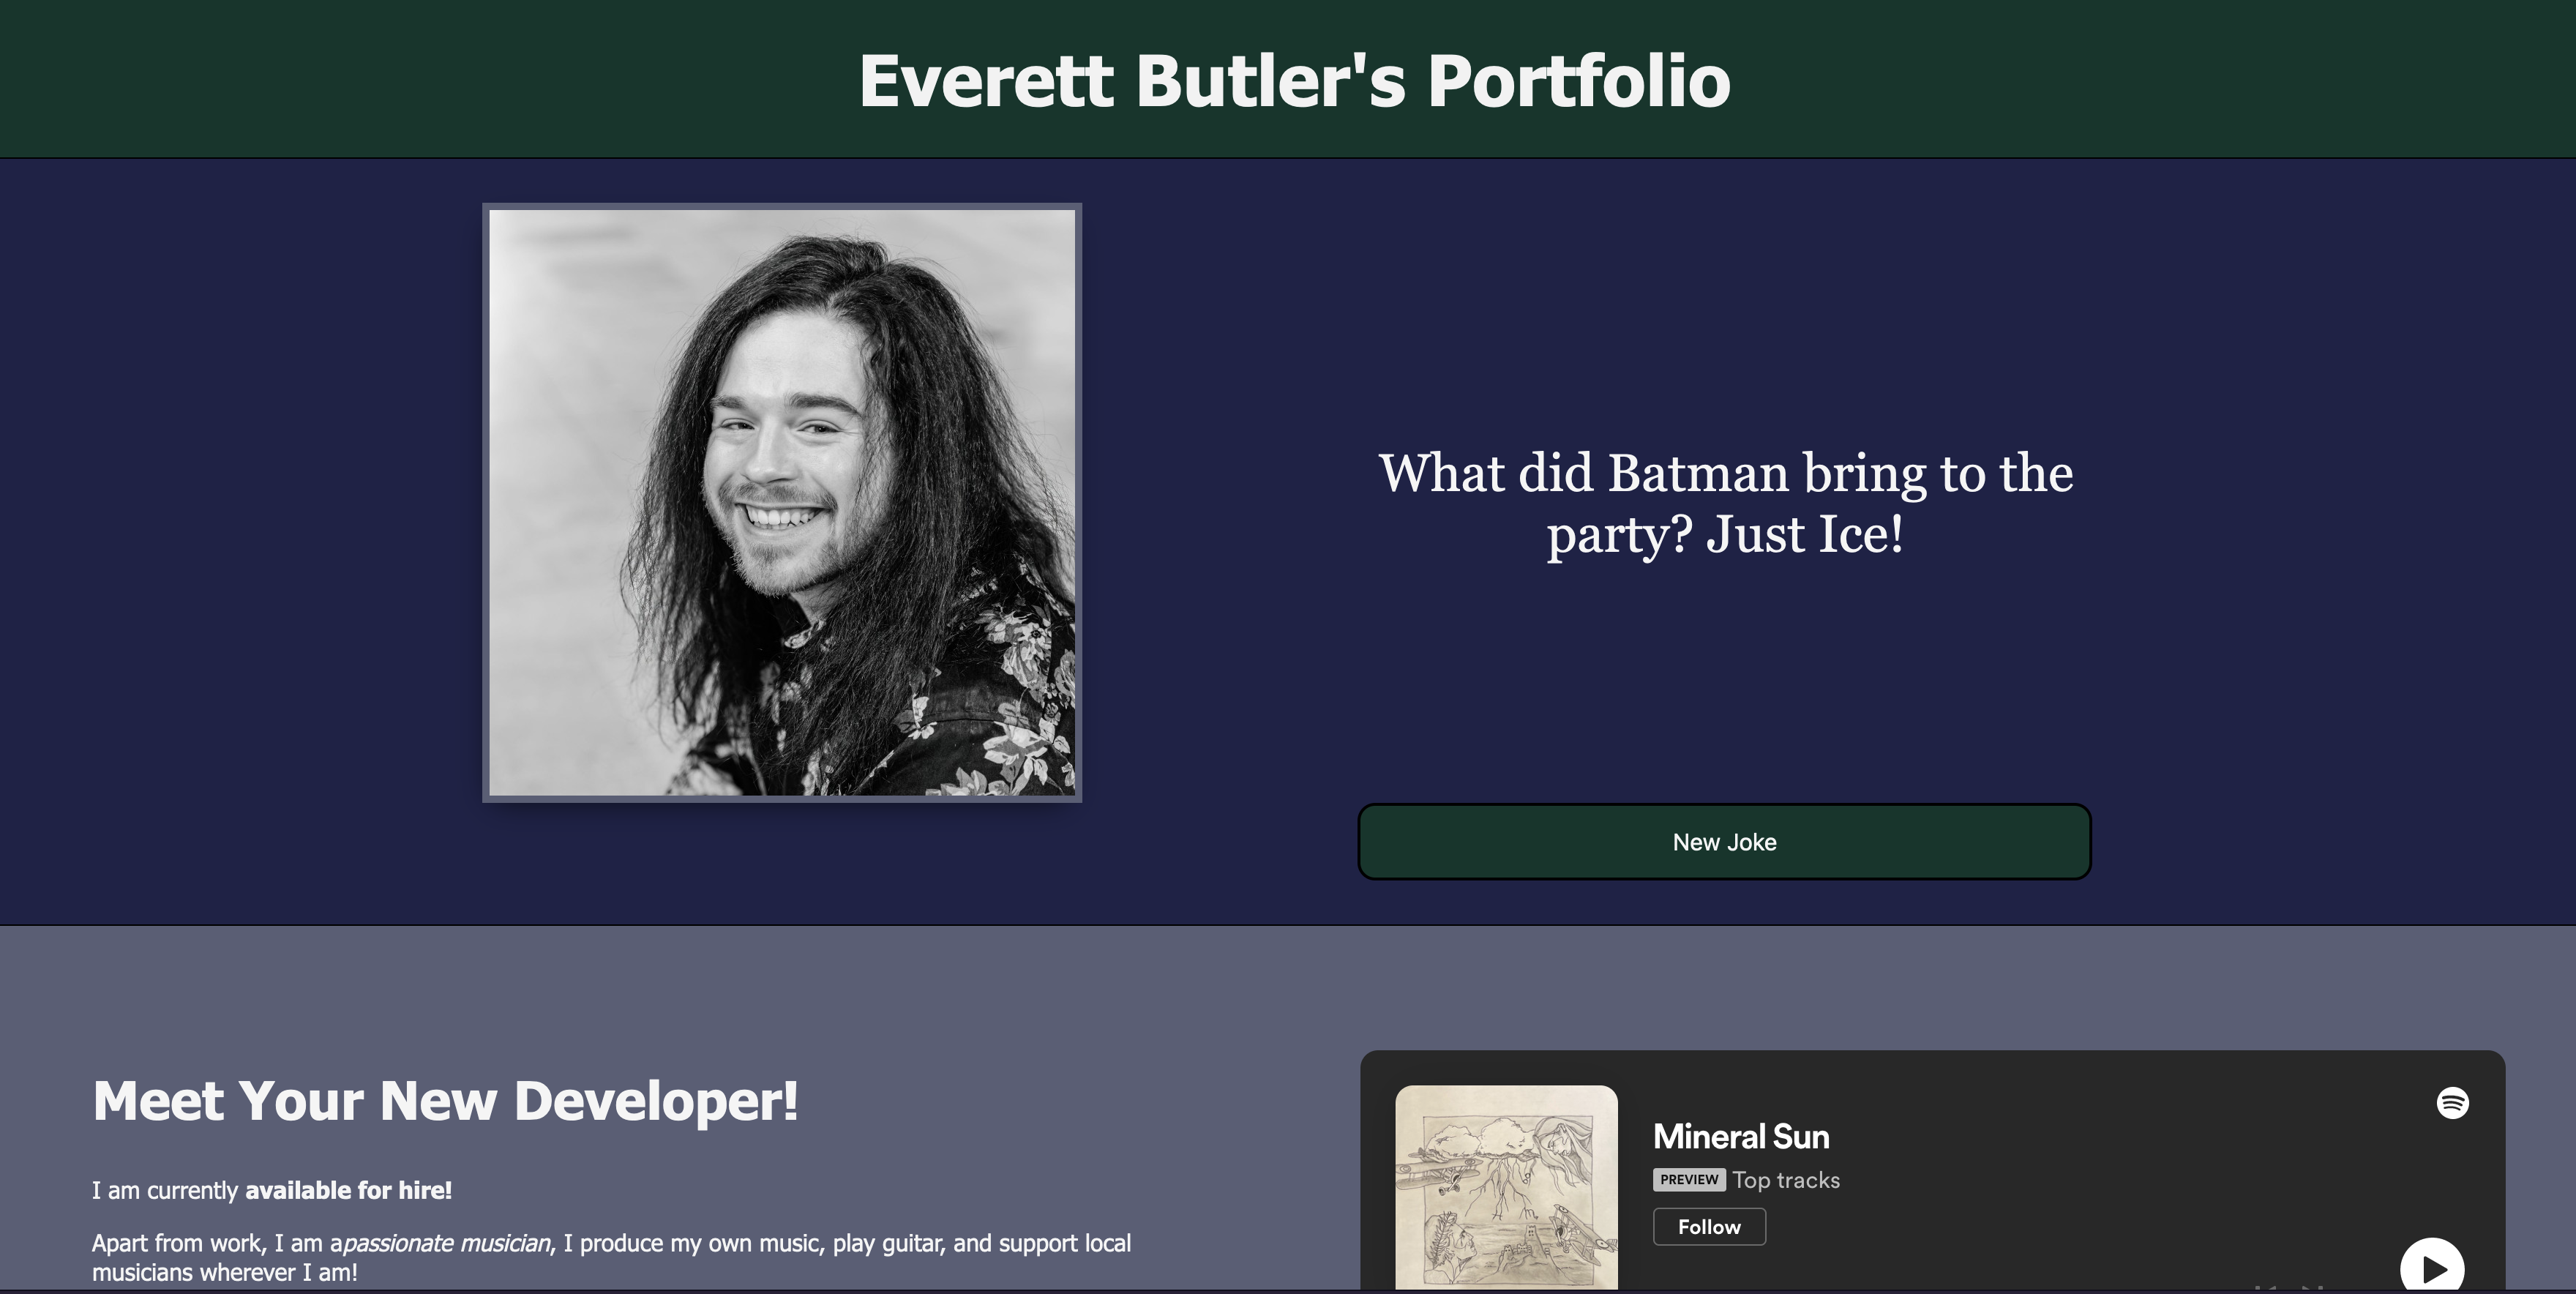 Everett Butler's Portfolio
What did Batman bring to the
party? Just Ice!
New Joke
Meet Your New Developer!
I am currently available for hire!
Apart from work, I am apassionate musician, I produce my own music, play guitar, and support local
musicians wherever I am!
Mineral Sun
PREVIEW Top tracks
Follow